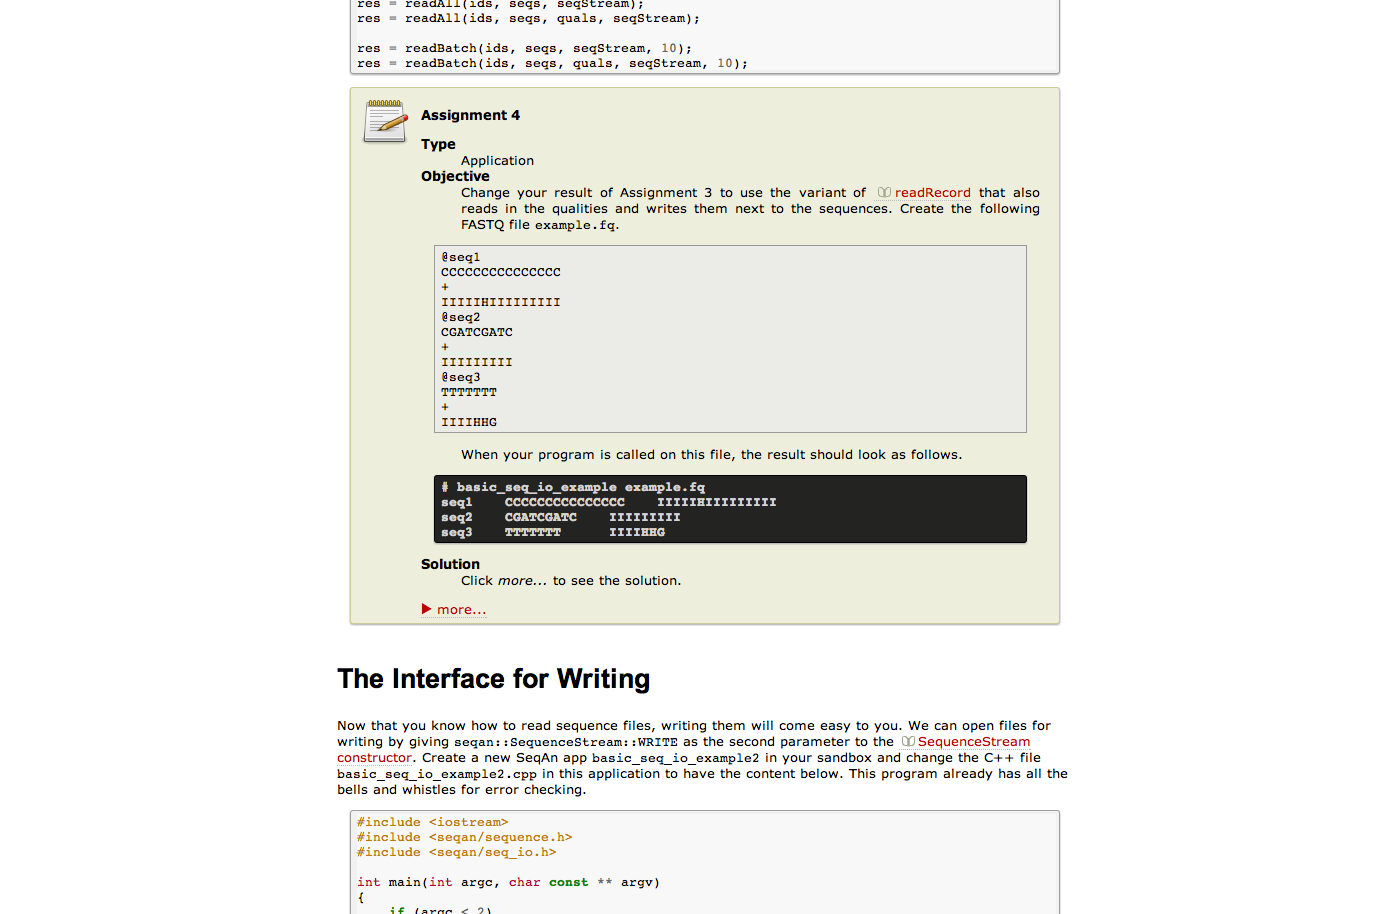 res = readAll(ids, seqs, seqStream);
res = readAll(ids, seqs, quals, seqStream);
res = readBatch(ids, seqs, seqStream, 10);
res = readBatch(ids, seqs, quals, seqStream, 10);
Assignment 4
Type
Application
Objective
Change your result of Assignment 3 to use the variant of readRecord that also
reads in the qualities and writes them next to the sequences. Create the following
FASTQ file example.fq.
@seq1
CCCCCCCCCCCCCCC
+
IIIIIHIIIIIIIII
@seq2
CGATCGATC
+
IIIIIIIII
@seq3
TTTTTTT
+
IIIIHHG
When your program is called on this file, the result should look as follows.
# basic_seq_io_example example.fq
seq1 CCCCCCCCCCCCCCC IIIIIHIIIIIIIII
seq2 CGATCGATC IIIIIIIII
seq3 TTTTTTT IIIIHHG
Solution
Click more... to see the solution.
more...
The Interface for Writing
Now that you know how to read sequence files, writing them will come easy to you. We can open files for
writing by giving seqan::SequenceStream::WRITE as the second parameter to the SequenceStream
constructor. Create a new SeqAn app basic_seq_io_example2 in your sandbox and change the C++ file
basic_seq_io_example2.cpp in this application to have the content below. This program already has all the
bells and whistles for error checking.
#include <iostream>
#include <seqan/sequence.h>
#include <seqan/seq_io.h>
int main(int argc, char const ** argv)
{
if (argc < 2)